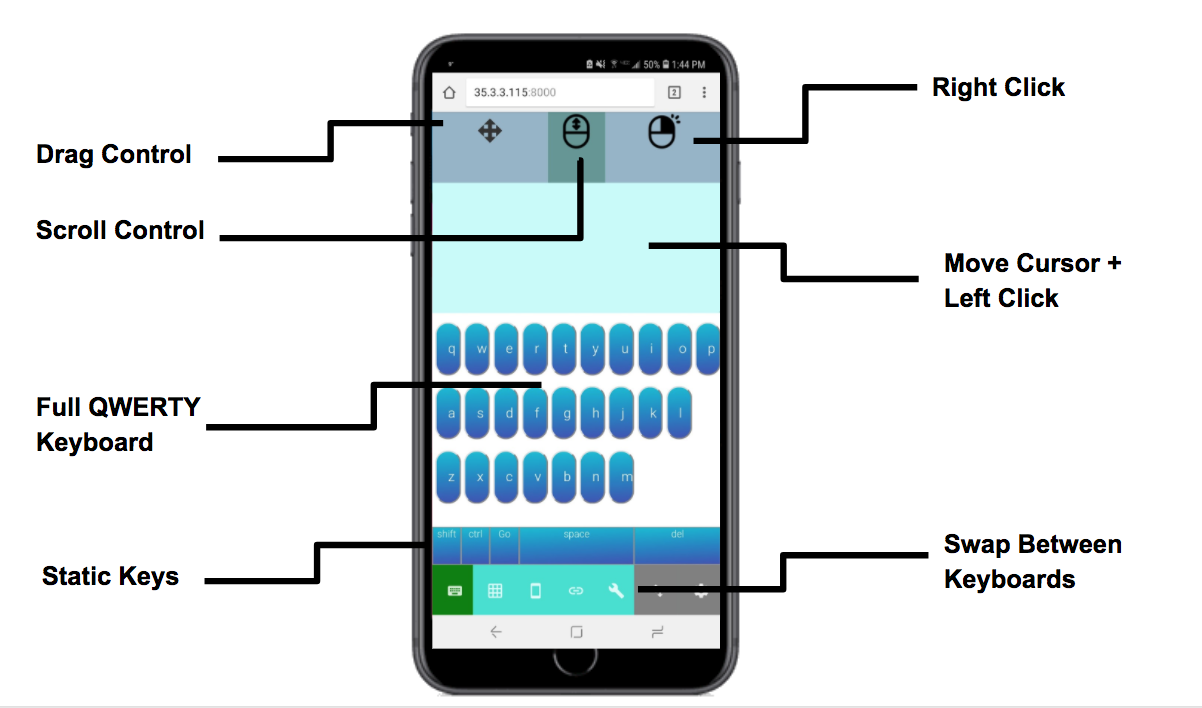 50% 1:44 PM
35.3.3.115:8000
2
Right Click
Drag Control
Scroll Control
Move Cursor +
Left Click
q w e r t y u i o p
Full QWERTY
Keyboard
a s d f g h j k l
z x c v b n m
shift ctrl Go space del
Swap Between
Keyboards
Static Keys